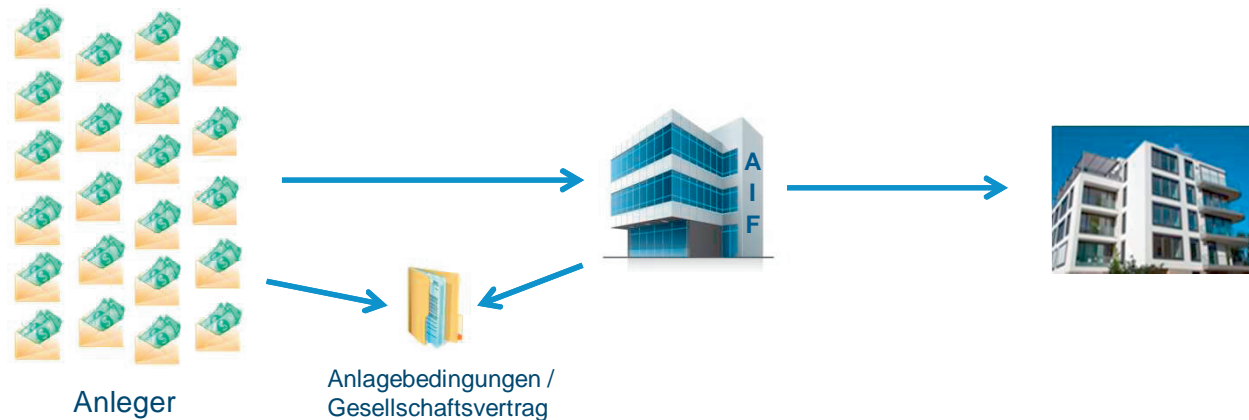 A
I
F
Anlagebedingungen /
Gesellschaftsvertrag
Anleger